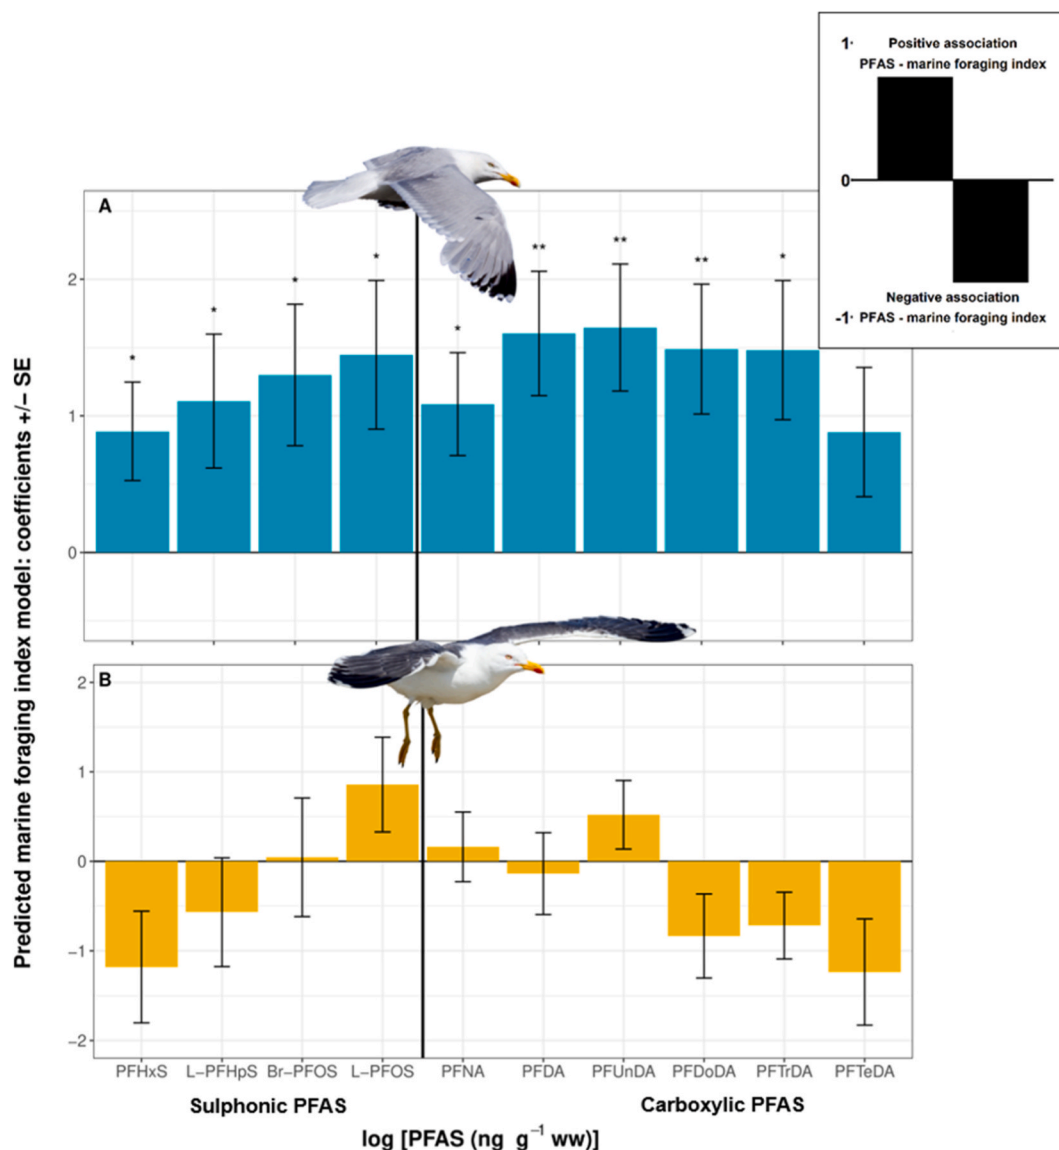 1
Positive association
PFAS - marine foraging index
0
Negative association
-1
PFAS - marine foraging index
Predicted marine foraging index model: coefficients +/− SE
A
2
1
0
* * * * * ** ** ** *
B
2
1
0
−1
−2
PFHxS L−PFHpS Br−PFOS L−PFOS PFNA PFDA PFUnDA PFDoDA PFTrDA PFTeDA
Sulphonic PFAS Carboxylic PFAS
log [PFAS (ng g⁻¹ ww)]